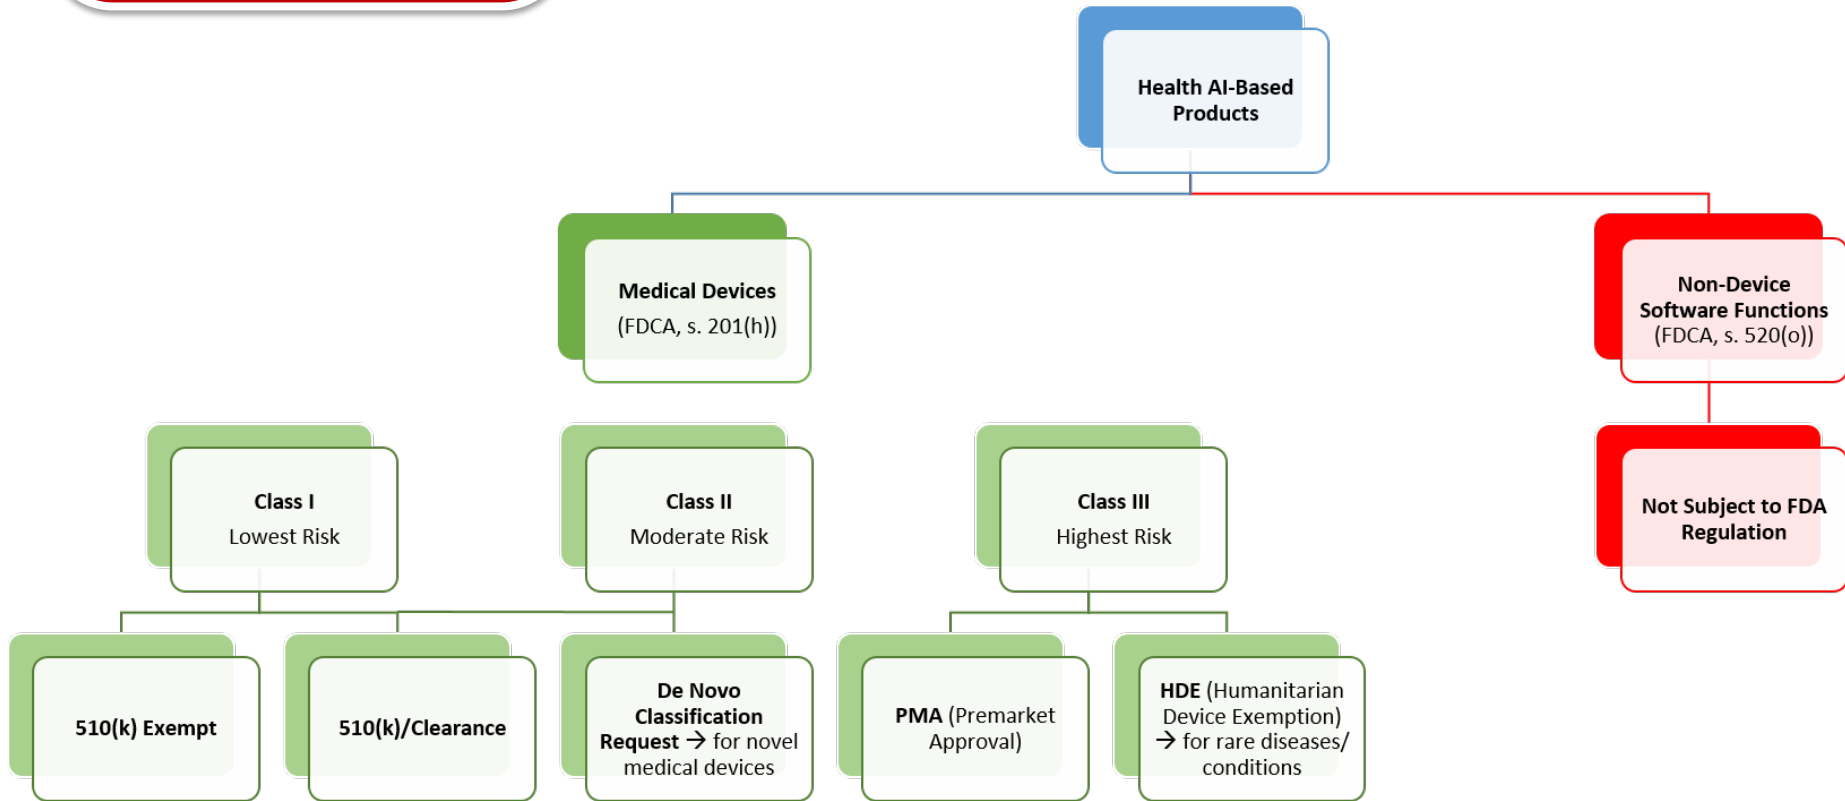 Health AI-Based
Products
Medical Devices
(FDCA, s. 201(h))
Non-Device
Software Functions
(FDCA, s. 520(o))
Class I
Lowest Risk
Class II
Moderate Risk
Class III
Highest Risk
Not Subject to FDA
Regulation
510(k) Exempt
510(k)/Clearance
De Novo
Classification
Request → for novel
medical devices
PMA (Premarket
Approval)
HDE (Humanitarian
Device Exemption)
→ for rare diseases/
conditions